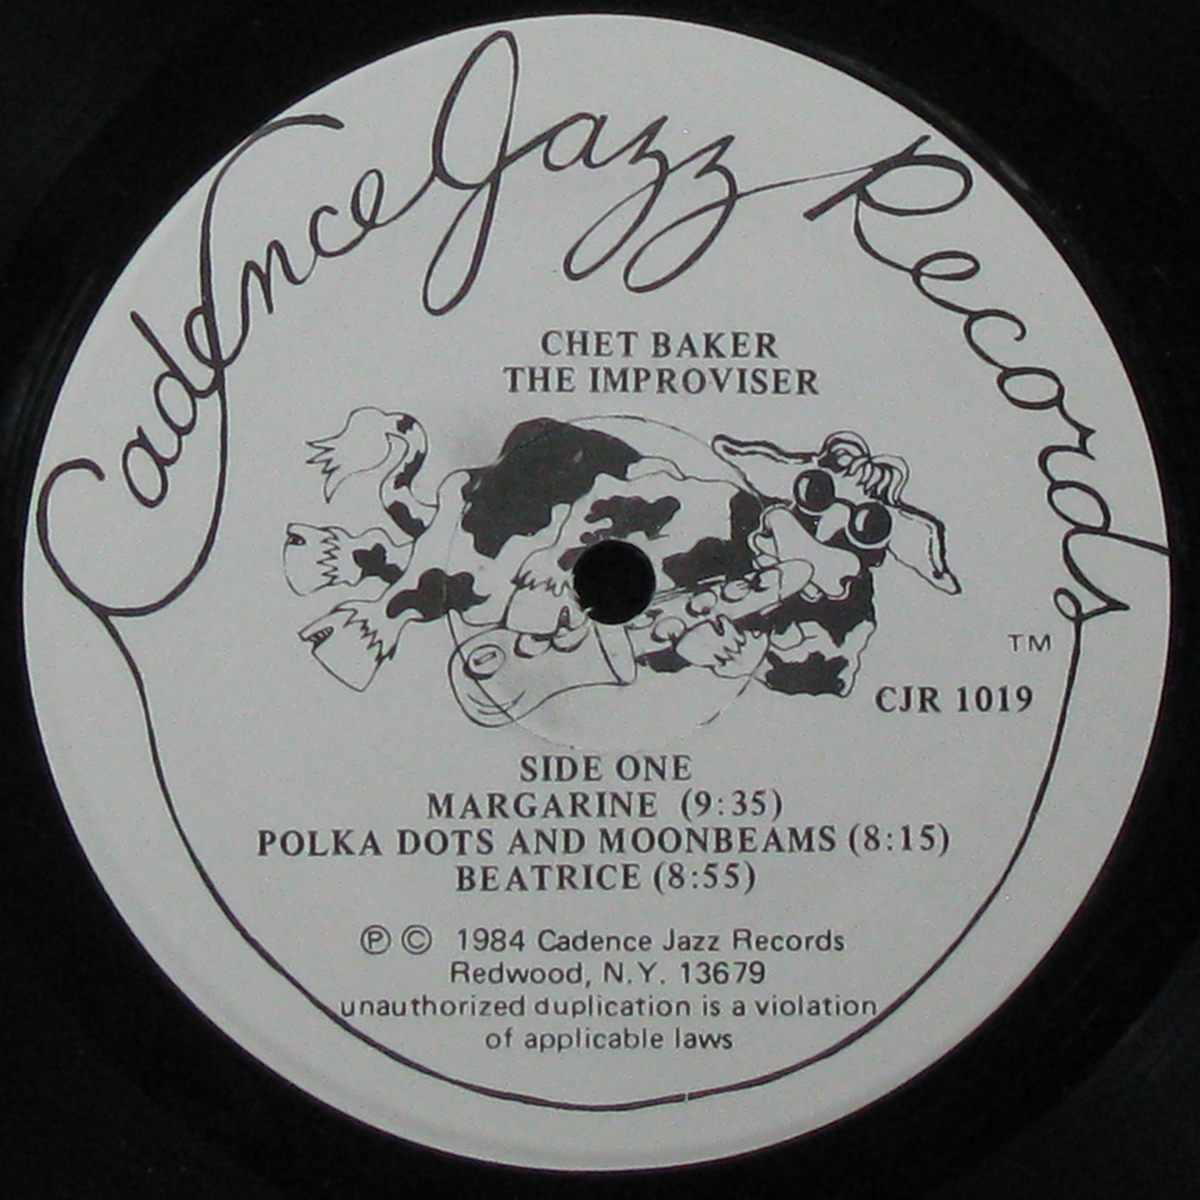 Cadence Jazz Records
CHET BAKER
THE IMPROVISER
TM
CJR 1019
SIDE ONE
MARGARINE (9:35)
POLKA DOTS AND MOONBEAMS (8:15)
BEATRICE (8:55)
Ⓟ © 1984 Cadence Jazz Records
Redwood, N.Y. 13679
unauthorized duplication is a violation
of applicable laws